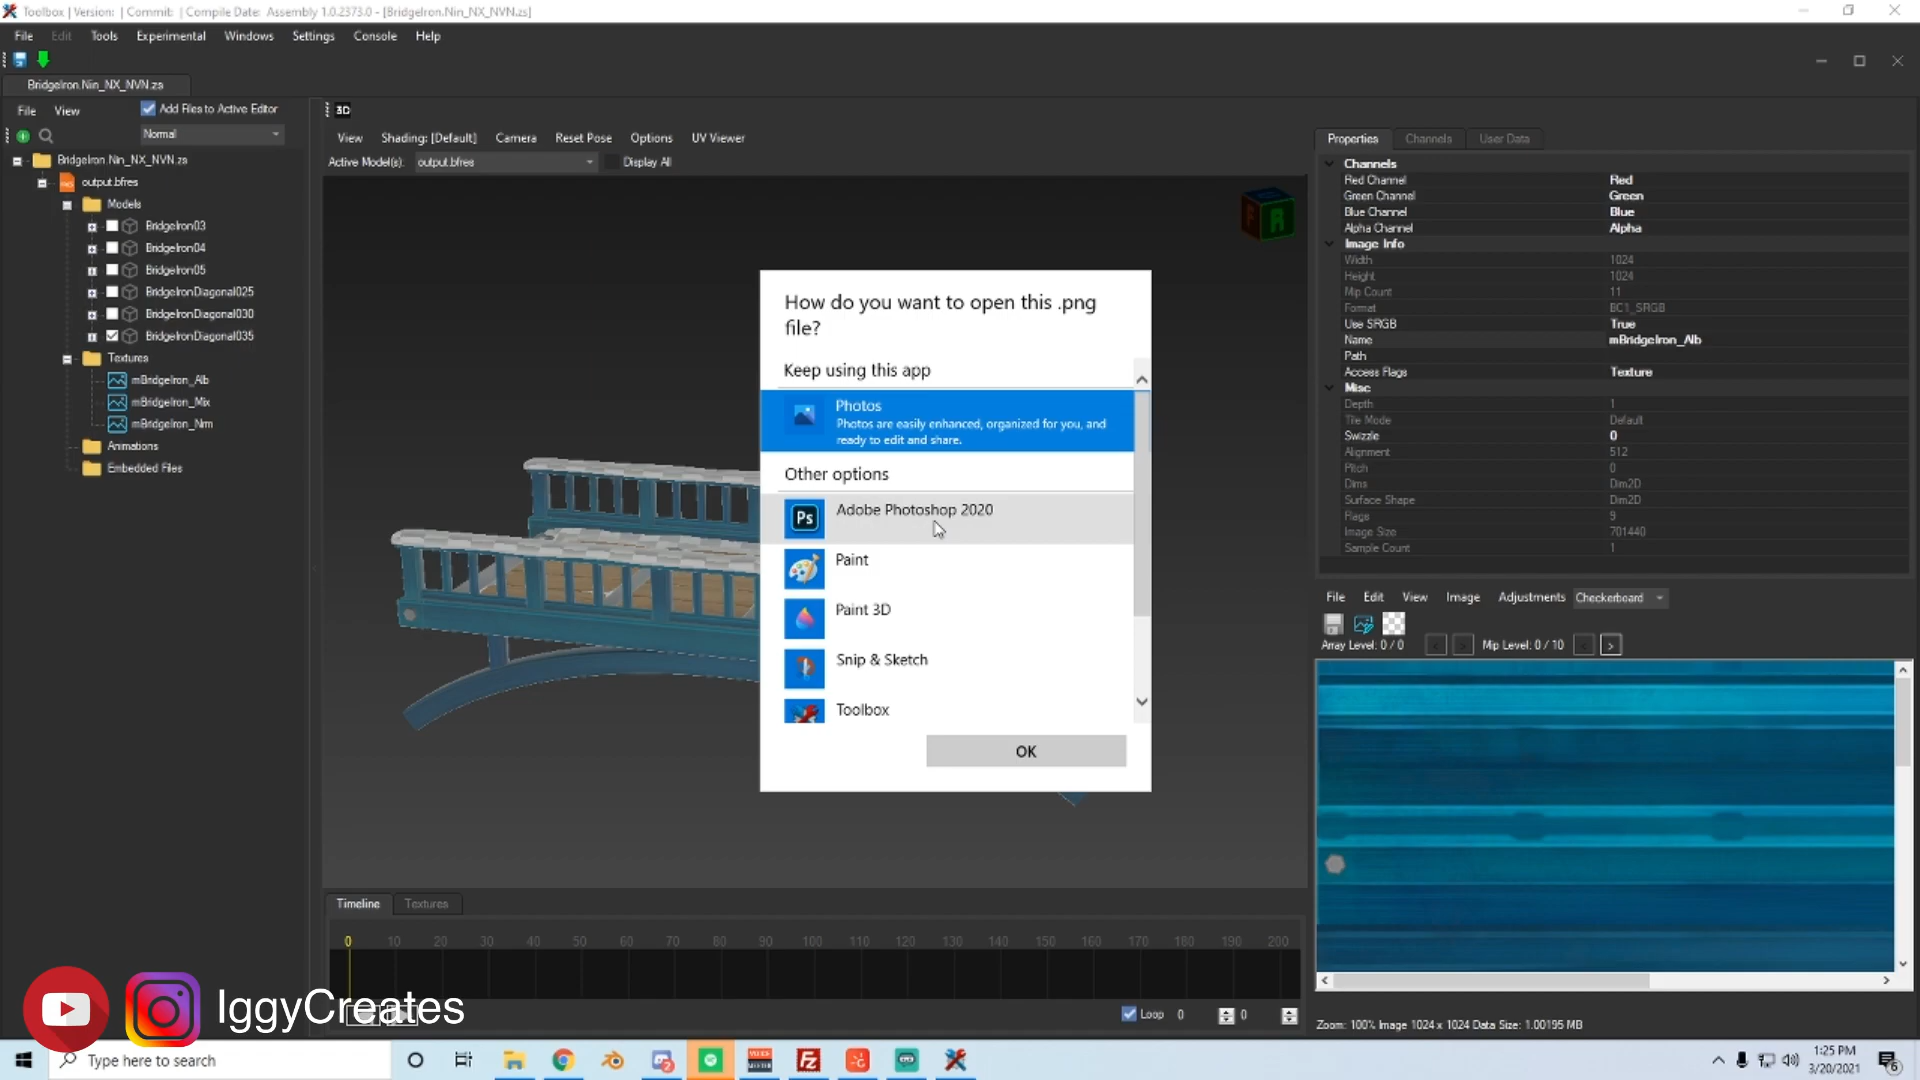 Toolbox | Version: | Commit: | Compile Date: Assembly 1.0.2373.0 - [BridgeIron.Nin_NX_NVN.zs]
File Edit Tools Experimental Windows Settings Console Help
BridgeIron.Nin_NX_NVN.zs
File View Add Files to Active Editor
Normal
BridgeIron.Nin_NX_NVN.zs
output.bfres
Models
BridgeIron03
BridgeIron04
BridgeIron05
BridgeIronDiagonal025
BridgeIronDiagonal030
BridgeIronDiagonal035
Textures
mBridgeIron_Alb
mBridgeIron_Mix
mBridgeIron_Nrm
Animations
Embedded Files
3D
View Shading: [Default] Camera Reset Pose Options UV Viewer
Active Model(s): output.bfres Display All
How do you want to open this .png
file?
Keep using this app
Photos
Photos are easily enhanced, organized for you, and
ready to edit and share.
Other options
Ps Adobe Photoshop 2020
Paint
Paint 3D
Snip & Sketch
Toolbox
OK
Properties Channels User Data
Channels
Red Channel Red
Green Channel Green
Blue Channel Blue
Alpha Channel Alpha
Image Info
Width 1024
Height 1024
Mip Count 11
Format BC1_SRGB
Use SRGB True
Name mBridgeIron_Alb
Path
Access Flags Texture
Misc
Depth 1
Tile Mode Default
Swizzle 0
Alignment 512
Pitch 0
Dims Dim2D
Surface Shape Dim2D
Flags 9
Image Size 701440
Sample Count 1
File Edit View Image Adjustments Checkerboard
Array Level: 0 / 0 < > Mip Level: 0 / 10 < >
Zoom: 100% Image 1024 x 1024 Data Size: 1.00195 MB
Timeline Textures
0 10 20 30 40 50 60 70 80 90 100 110 120 130 140 150 160 170 180 190 200
Loop 0 0
IggyCreates
Type here to search
1:25 PM
3/20/2021
6